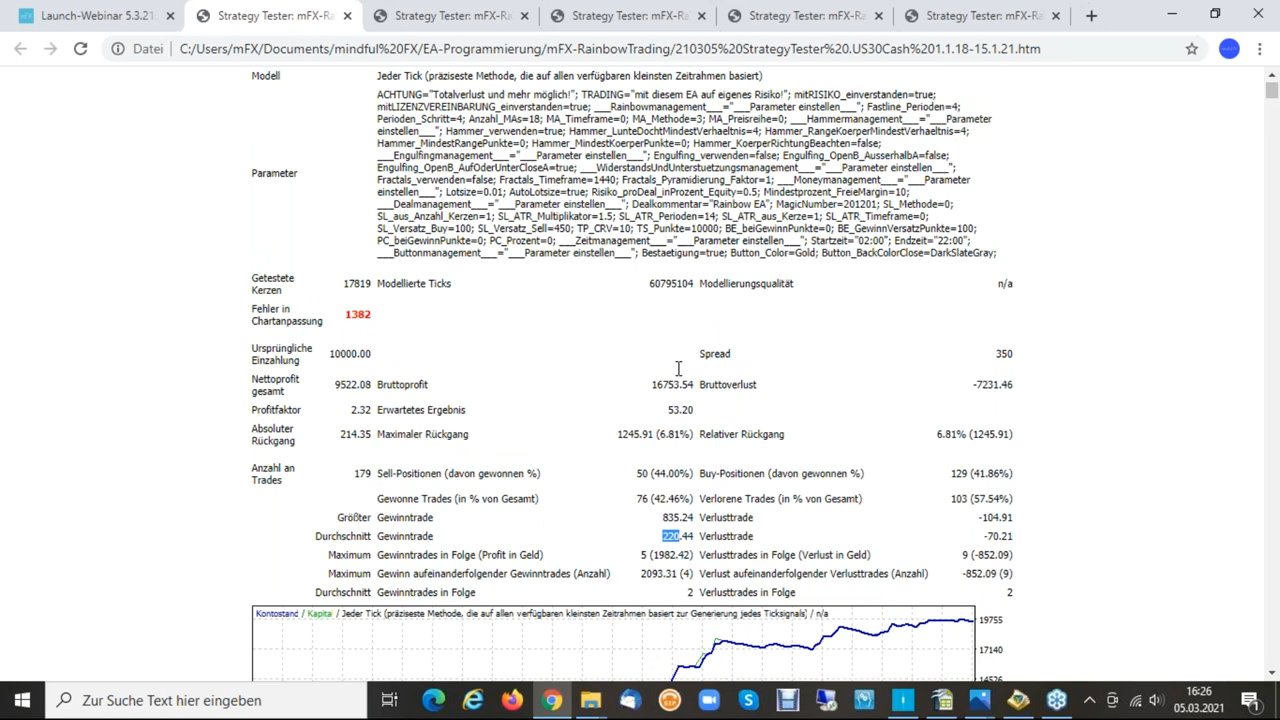 Launch-Webinar 5.3.21
Strategy Tester: mFX-Ra
Strategy Tester: mFX-Ra
Strategy Tester: mFX-Ra
Strategy Tester: mFX-Ra
Strategy Tester: mFX-Ra
Datei
C:/Users/mFX/Documents/mindful%20FX/EA-Programmierung/mFX-RainbowTrading/210305%20StrategyTester%20.US30Cash%201.1.18-15.1.21.htm
Modell Jeder Tick (präziseste Methode, die auf allen verfügbaren kleinsten Zeitrahmen basiert)
Parameter
ACHTUNG="Totalverlust und mehr möglich!"; TRADING="mit diesem EA auf eigenes Risiko!"; mitRISIKO_einverstanden=true;
mitLIZENZVEREINBARUNG_einverstanden=true; ___Rainbowmanagement___="___Parameter einstellen___"; Fastline_Perioden=4;
Perioden_Schritt=4; Anzahl_MAs=18; MA_Timeframe=0; MA_Methode=3; MA_Preisreihe=0; ___Hammermanagement___="___Parameter
einstellen___"; Hammer_verwenden=true; Hammer_LunteDochtMindestVerhaeltnis=4; Hammer_RangeKoerperMindestVerhaeltnis=4;
Hammer_MindestRangePunkte=0; Hammer_MindestKoerperPunkte=0; Hammer_KoerperRichtungBeachten=false;
___Engulfingmanagement___="___Parameter einstellen___"; Engulfing_verwenden=false; Engulfing_OpenB_AusserhalbA=false;
Engulfing_OpenB_AufOderUnterCloseA=true; ___WiderstandsUndUnterstuetzungsmanagement___="___Parameter einstellen___";
Fractals_verwenden=false; Fractals_Timeframe=1440; Fractals_Pyramidierung_Faktor=1; ___Moneymanagement___="___Parameter
einstellen___"; Lotsize=0.01; AutoLotsize=true; Risiko_proDeal_inProzent_Equity=0.5; Mindestprozent_FreieMargin=10;
___Dealmanagement___="___Parameter einstellen___"; Dealkommentar="Rainbow EA"; MagicNumber=201201; SL_Methode=0;
SL_aus_Anzahl_Kerzen=1; SL_ATR_Multiplikator=1.5; SL_ATR_Perioden=14; SL_ATR_aus_Kerze=1; SL_ATR_Timeframe=0;
SL_Versatz_Buy=100; SL_Versatz_Sell=450; TP_CRV=10; TS_Punkte=10000; BE_beiGewinnPunkte=0; BE_GewinnVersatzPunkte=100;
PC_beiGewinnPunkte=0; PC_Prozent=0; ___Zeitmanagement___="___Parameter einstellen___"; Startzeit="02:00"; Endzeit="22:00";
___Buttonmanagement___="___Parameter einstellen___"; Bestaetigung=true; Button_Color=Gold; Button_BackColorClose=DarkSlateGray;
Getestete Kerzen 17819 Modellierte Ticks 60795104 Modellierungsqualität n/a
Fehler in Chartanpassung 1382
Ursprüngliche Einzahlung 10000.00 Spread 350
Nettoprofit gesamt 9522.08 Bruttoprofit 16753.54 Bruttoverlust -7231.46
Profitfaktor 2.32 Erwartetes Ergebnis 53.20
Absoluter Rückgang 214.35 Maximaler Rückgang 1245.91 (6.81%) Relativer Rückgang 6.81% (1245.91)
Anzahl an Trades 179 Sell-Positionen (davon gewonnen %) 50 (44.00%) Buy-Positionen (davon gewonnen %) 129 (41.86%)
Gewonne Trades (in % von Gesamt) 76 (42.46%) Verlorene Trades (in % von Gesamt) 103 (57.54%)
Größter Gewinntrade 835.24 Verlusttrade -104.91
Durchschnitt Gewinntrade 220.44 Verlusttrade -70.21
Maximum Gewinntrades in Folge (Profit in Geld) 5 (1982.42) Verlusttrades in Folge (Verlust in Geld) 9 (-852.09)
Maximum Gewinn aufeinanderfolgender Gewinntrades (Anzahl) 2093.31 (4) Verlust aufeinanderfolgender Verlusttrades (Anzahl) -852.09 (9)
Durchschnitt Gewinntrades in Folge 2 Verlusttrades in Folge 2
Kontostand / Kapital / Jeder Tick (präziseste Methode, die auf allen verfügbaren kleinsten Zeitrahmen basiert zur Generierung jedes Ticksignals) / n/a
19755
17140
14526
Zur Suche Text hier eingeben
16:26
05.03.2021